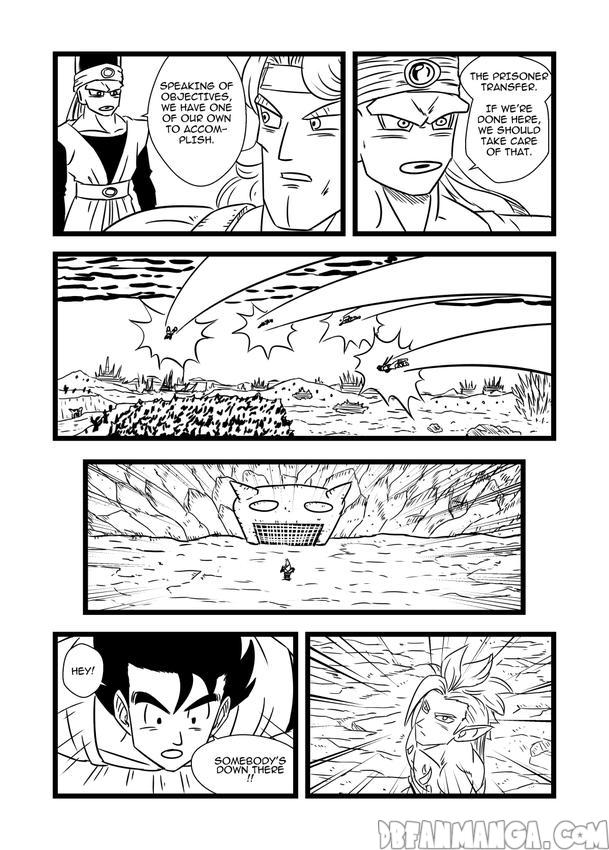 SPEAKING OF
OBJECTIVES,
WE HAVE ONE
OF OUR OWN
TO ACCOM-
PLISH.
THE PRISONER
TRANSFER.
IF WE'RE
DONE HERE,
WE SHOULD
TAKE CARE
OF THAT.
HEY!
SOMEBODY'S
DOWN THERE
!!
DBFANMANGA.COM